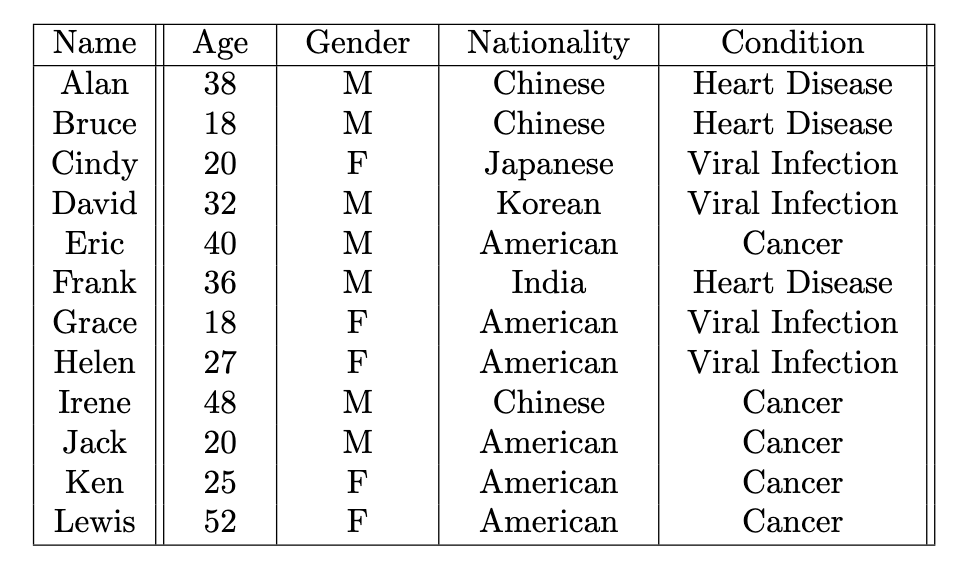 Name Age Gender Nationality Condition
Alan 38 M Chinese Heart Disease
Bruce 18 M Chinese Heart Disease
Cindy 20 F Japanese Viral Infection
David 32 M Korean Viral Infection
Eric 40 M American Cancer
Frank 36 M India Heart Disease
Grace 18 F American Viral Infection
Helen 27 F American Viral Infection
Irene 48 M Chinese Cancer
Jack 20 M American Cancer
Ken 25 F American Cancer
Lewis 52 F American Cancer